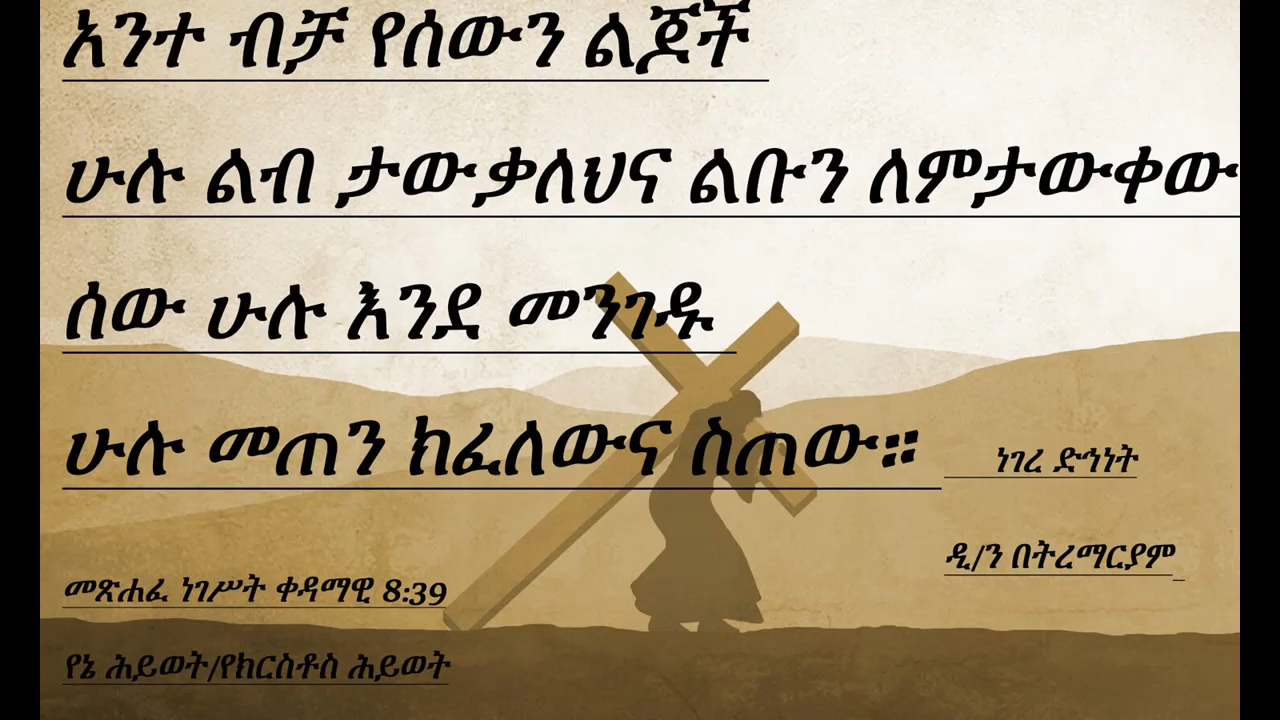 አንተ ብቻ የሰውን ልጆች
ሁሉ ልብ ታውቃለህና ልቡን ለምታውቀው
ሰው ሁሉ እንደ መንገዱ
ሁሉ መጠን ክፈለውና ስጠው።
ነገረ ድኅነት
ዲ/ን በትረማርያም
መጽሐፈ ነገሥት ቀዳማዊ 8:39
የኔ ሕይወት/የክርስቶስ ሕይወት